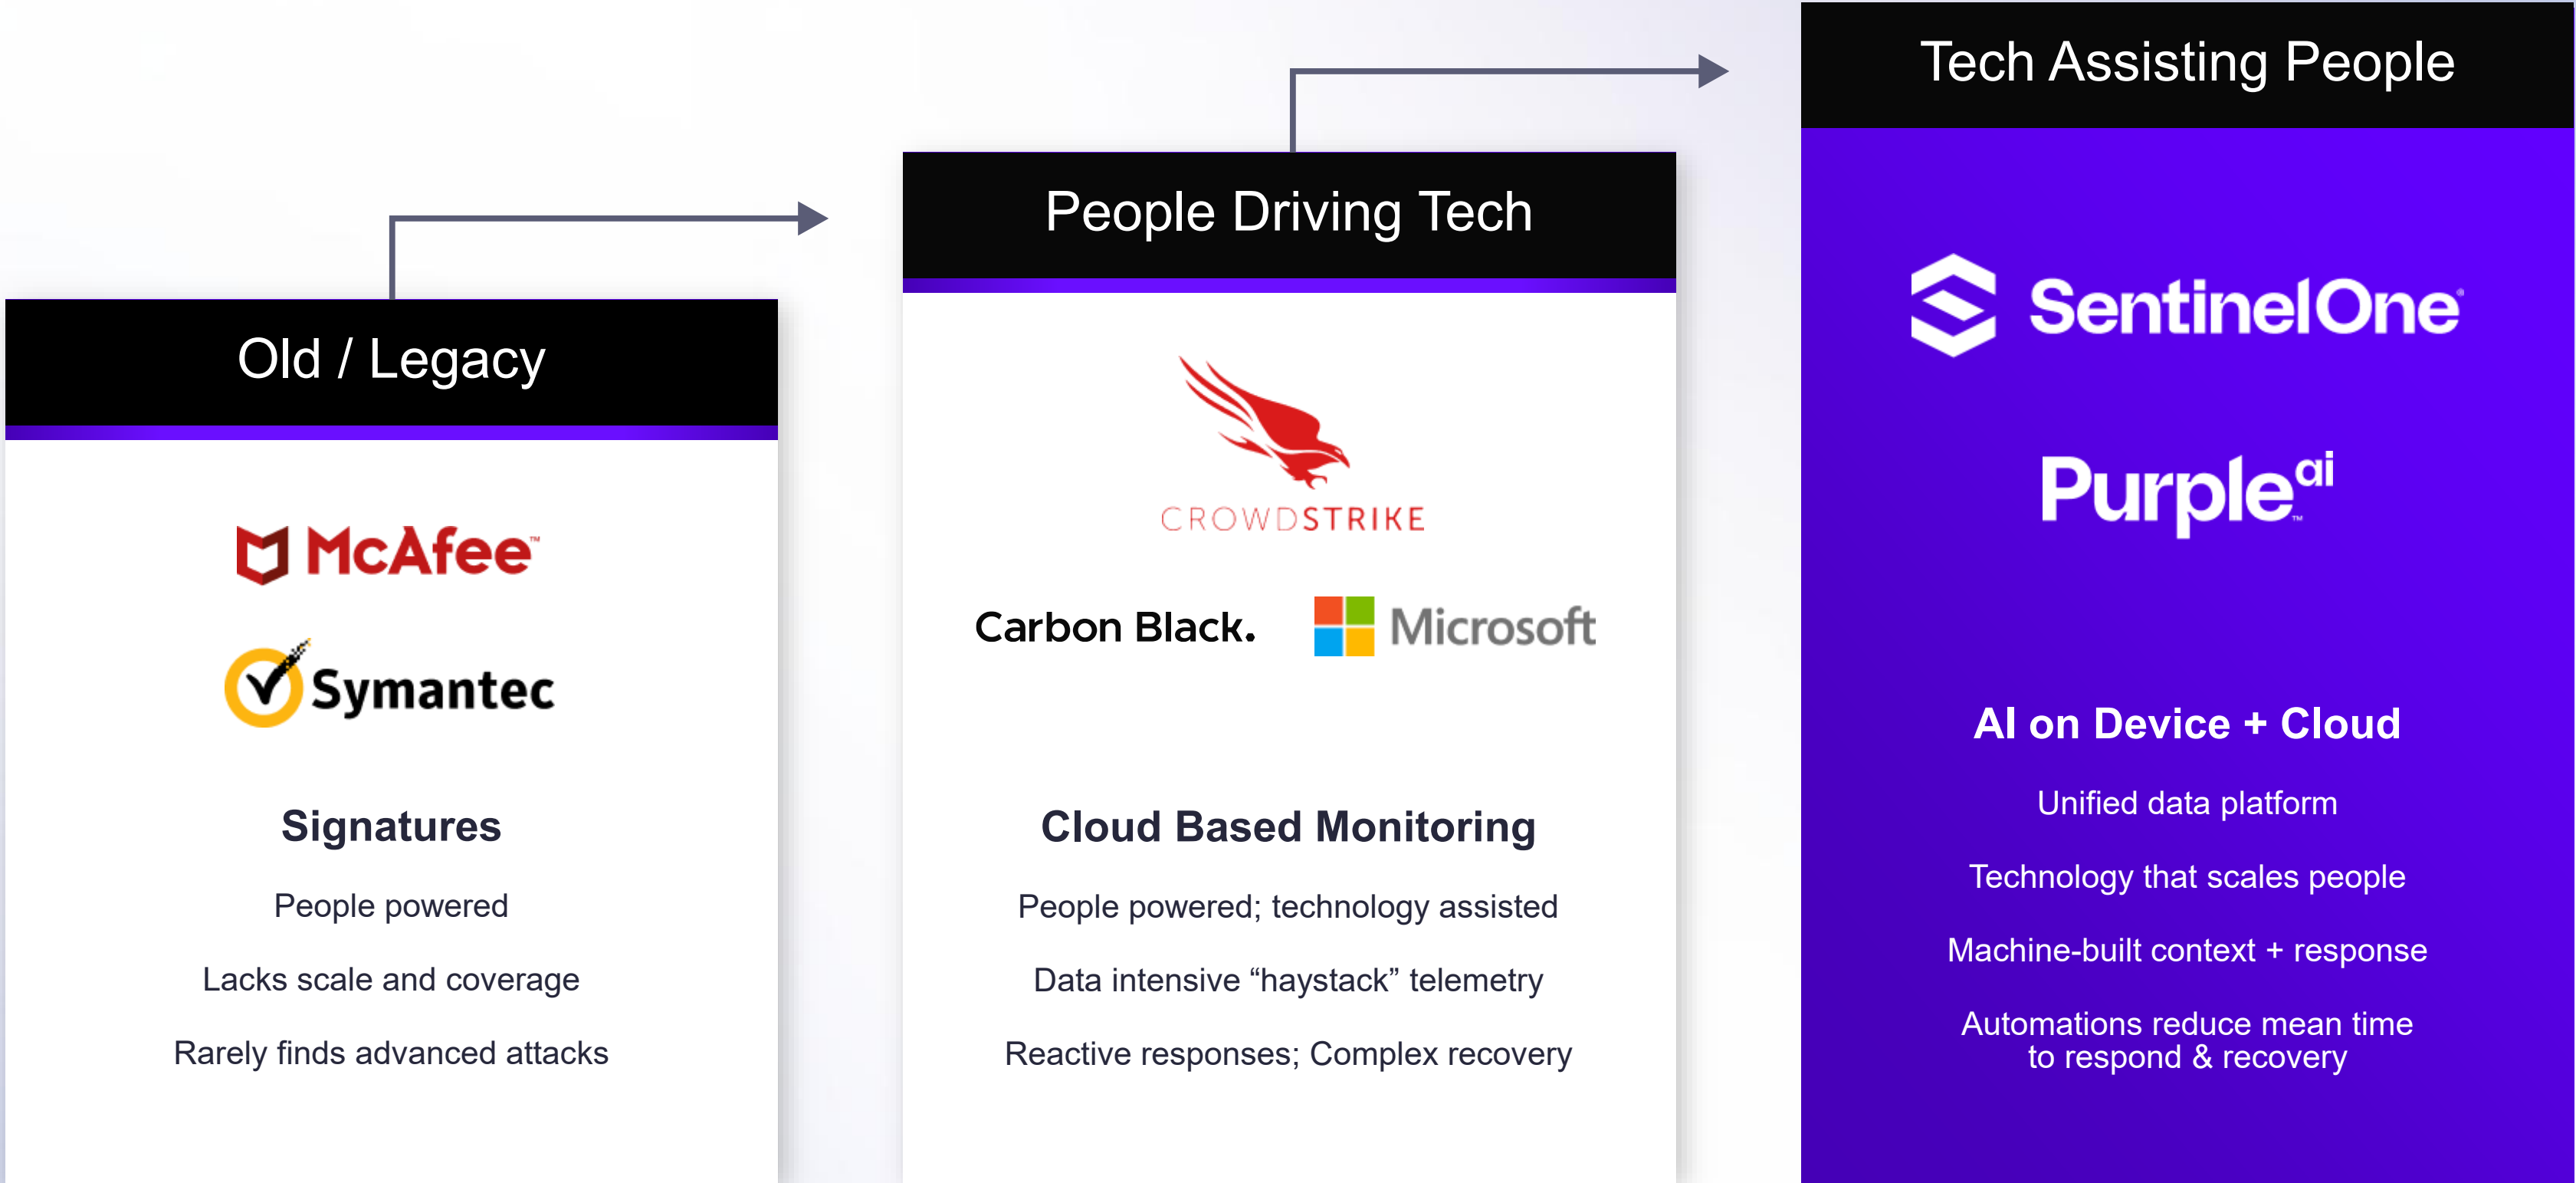 Old / Legacy
McAfee™
Symantec
Signatures
People powered
Lacks scale and coverage
Rarely finds advanced attacks
People Driving Tech
CROWDSTRIKE
Carbon Black.
Microsoft
Cloud Based Monitoring
People powered; technology assisted
Data intensive “haystack” telemetry
Reactive responses; Complex recovery
Tech Assisting People
SentinelOne®
Purple ai™
AI on Device + Cloud
Unified data platform
Technology that scales people
Machine-built context + response
Automations reduce mean time
to respond & recovery